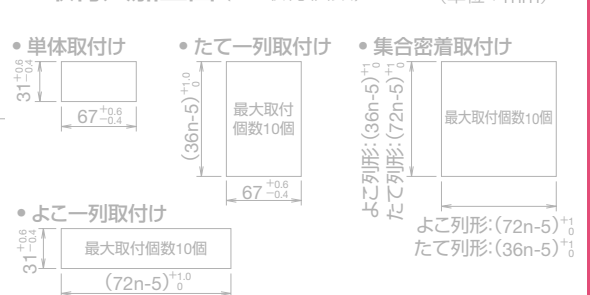 (単位：mm)
•単体取付け
31 +0.6 −0.4
67 +0.6 −0.4
•たて一列取付け
(36n-5) +1.0 0
最大取付
個数10個
67 +0.6 −0.4
•集合密着取付け
よこ列形:(36n-5) +1 0
たて列形:(72n-5) +1 0
最大取付個数10個
よこ列形:(72n-5) +1 0
たて列形:(36n-5) +1 0
•よこ一列取付け
31 +0.6 −0.4
最大取付個数10個
(72n-5) +1.0 0